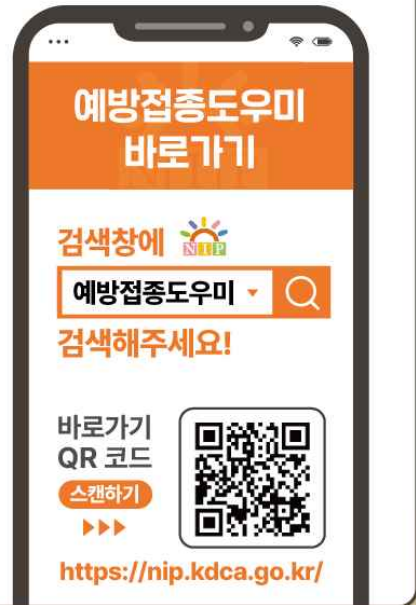 예방접종도우미
바로가기
검색창에 NIP
예방접종도우미
검색해주세요!
바로가기
QR 코드
스캔하기
https://nip.kdca.go.kr/